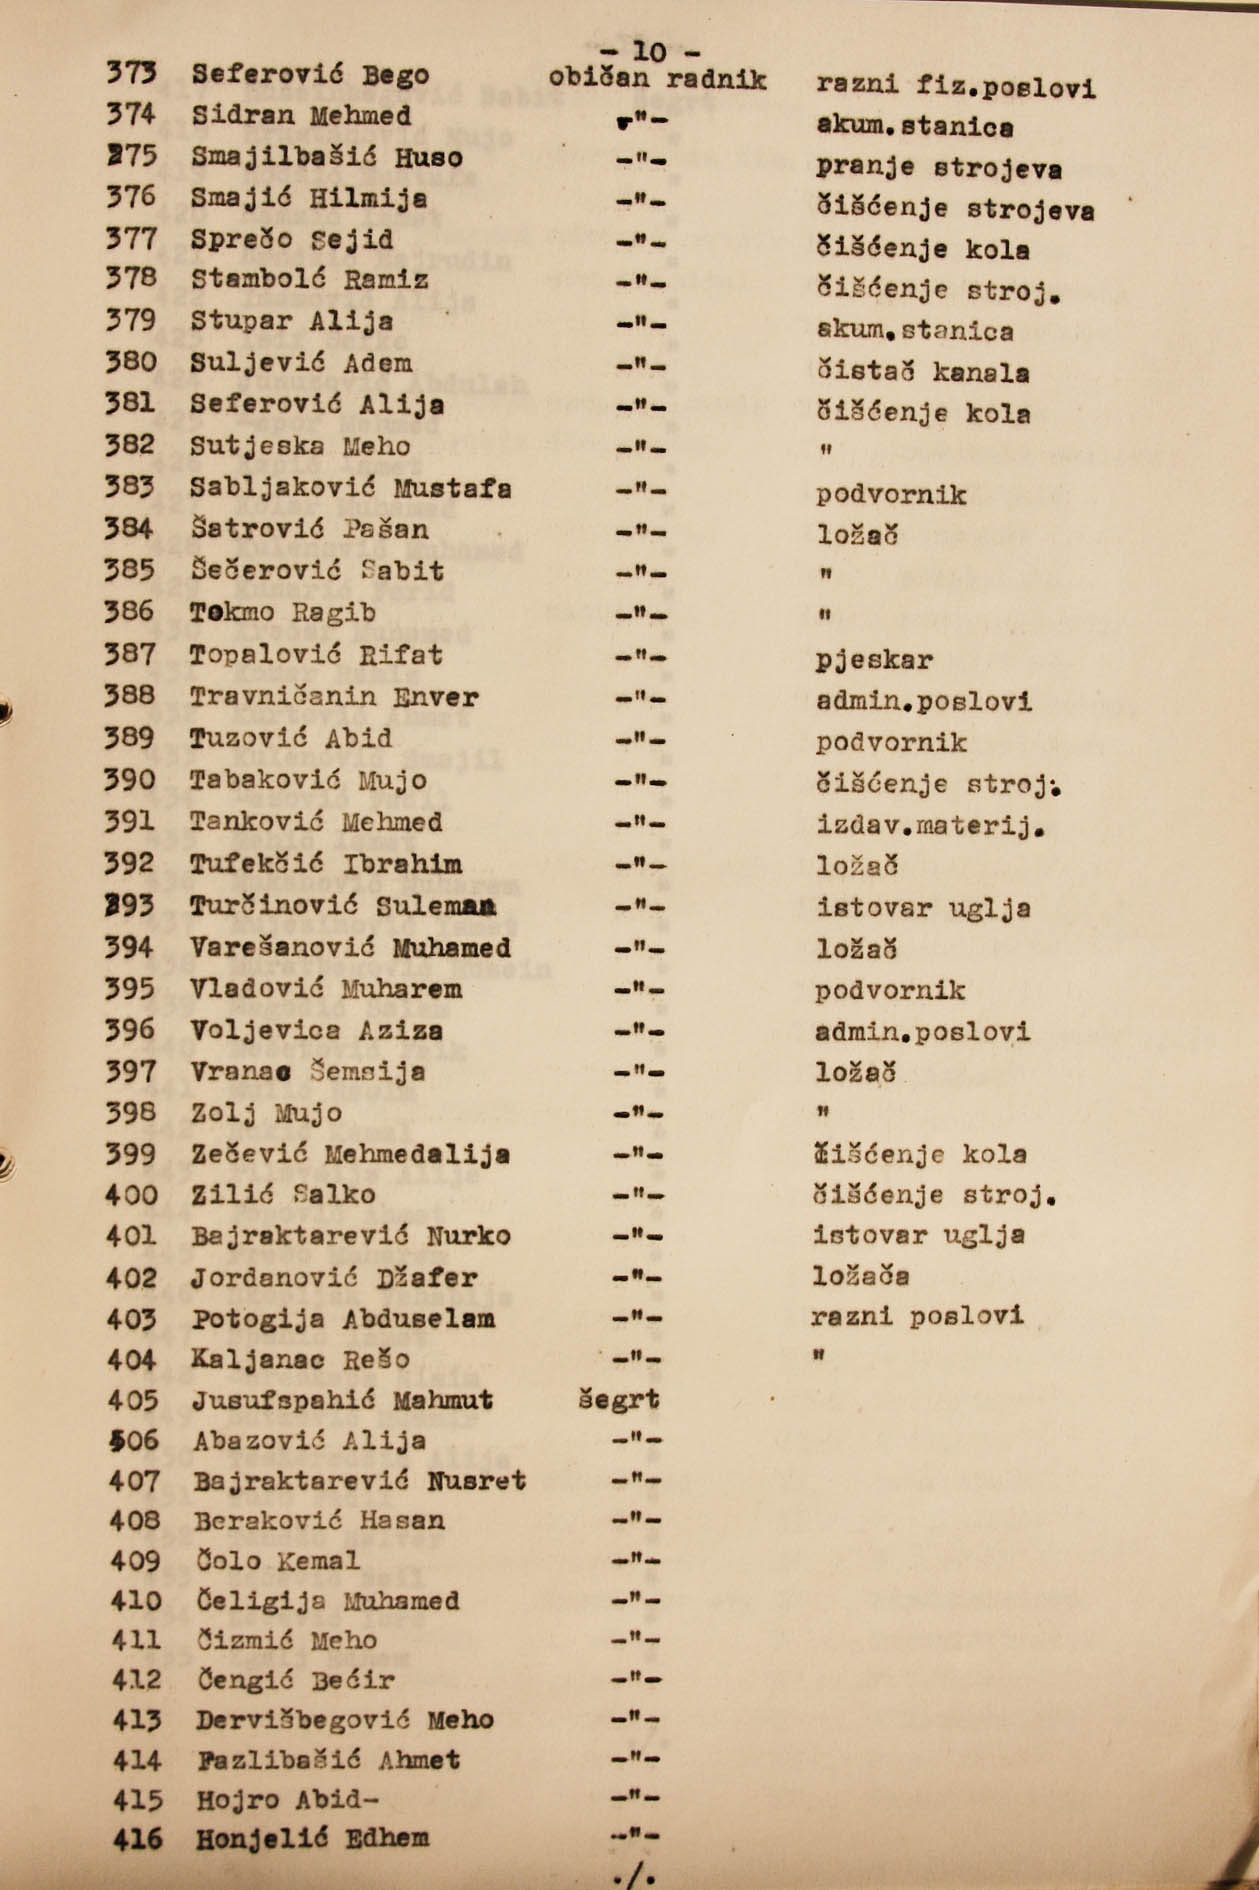 - 10 -
373 Seferović Bego običan radnik razni fiz.poslovi
374 Sidran Mehmed -"- akum.stanica
275 Smajilbašić Huso -"- pranje strojeva
376 Smajić Hilmija -"- čišćenje strojeva
377 Sprečo Sejid -"- čišćenje kola
378 Stambolć Ramiz -"- čišćenje stroj.
379 Stupar Alija -"- akum.stanica
380 Suljević Adem -"- čistač kanala
381 Seferović Alija -"- čišćenje kola
382 Sutjeska Meho -"- "
383 Sabljaković Mustafa -"- podvornik
384 Šatrović Pašan -"- ložač
385 Šečerović Sabit -"- "
386 Tokmo Ragib -"- "
387 Topalović Rifat -"- pjeskar
388 Travničanin Enver -"- admin.poslovi
389 Tuzović Abid -"- podvornik
390 Tabaković Mujo -"- čišćenje stroj.
391 Tanković Mehmed -"- izdav.materij.
392 Tufekčić Ibrahim -"- ložač
393 Turčinović Suleman -"- istovar uglja
394 Varešanović Muhamed -"- ložač
395 Vladović Muharem -"- podvornik
396 Voljevica Aziza -"- admin.poslovi
397 Vranac Šemsija -"- ložač
398 Zolj Mujo -"- "
399 Zečević Mehmedalija -"- čišćenje kola
400 Zilić Salko -"- čišćenje stroj.
401 Bajraktarević Nurko -"- istovar uglja
402 Jordanović Džafer -"- ložača
403 Potogija Abduselam -"- razni poslovi
404 Kaljanac Rešo -"- "
405 Jusufspahić Mahmut šegrt
406 Abazović Alija -"-
407 Bajraktarević Nusret -"-
408 Beraković Hasan -"-
409 Čolo Kemal -"-
410 Čeligija Muhamed -"-
411 Čizmić Meho -"-
412 Čengić Bećir -"-
413 Dervišbegović Meho -"-
414 Fazlibašić Ahmet -"-
415 Hojro Abid- -"-
416 Honjelić Edhem -"-
./.